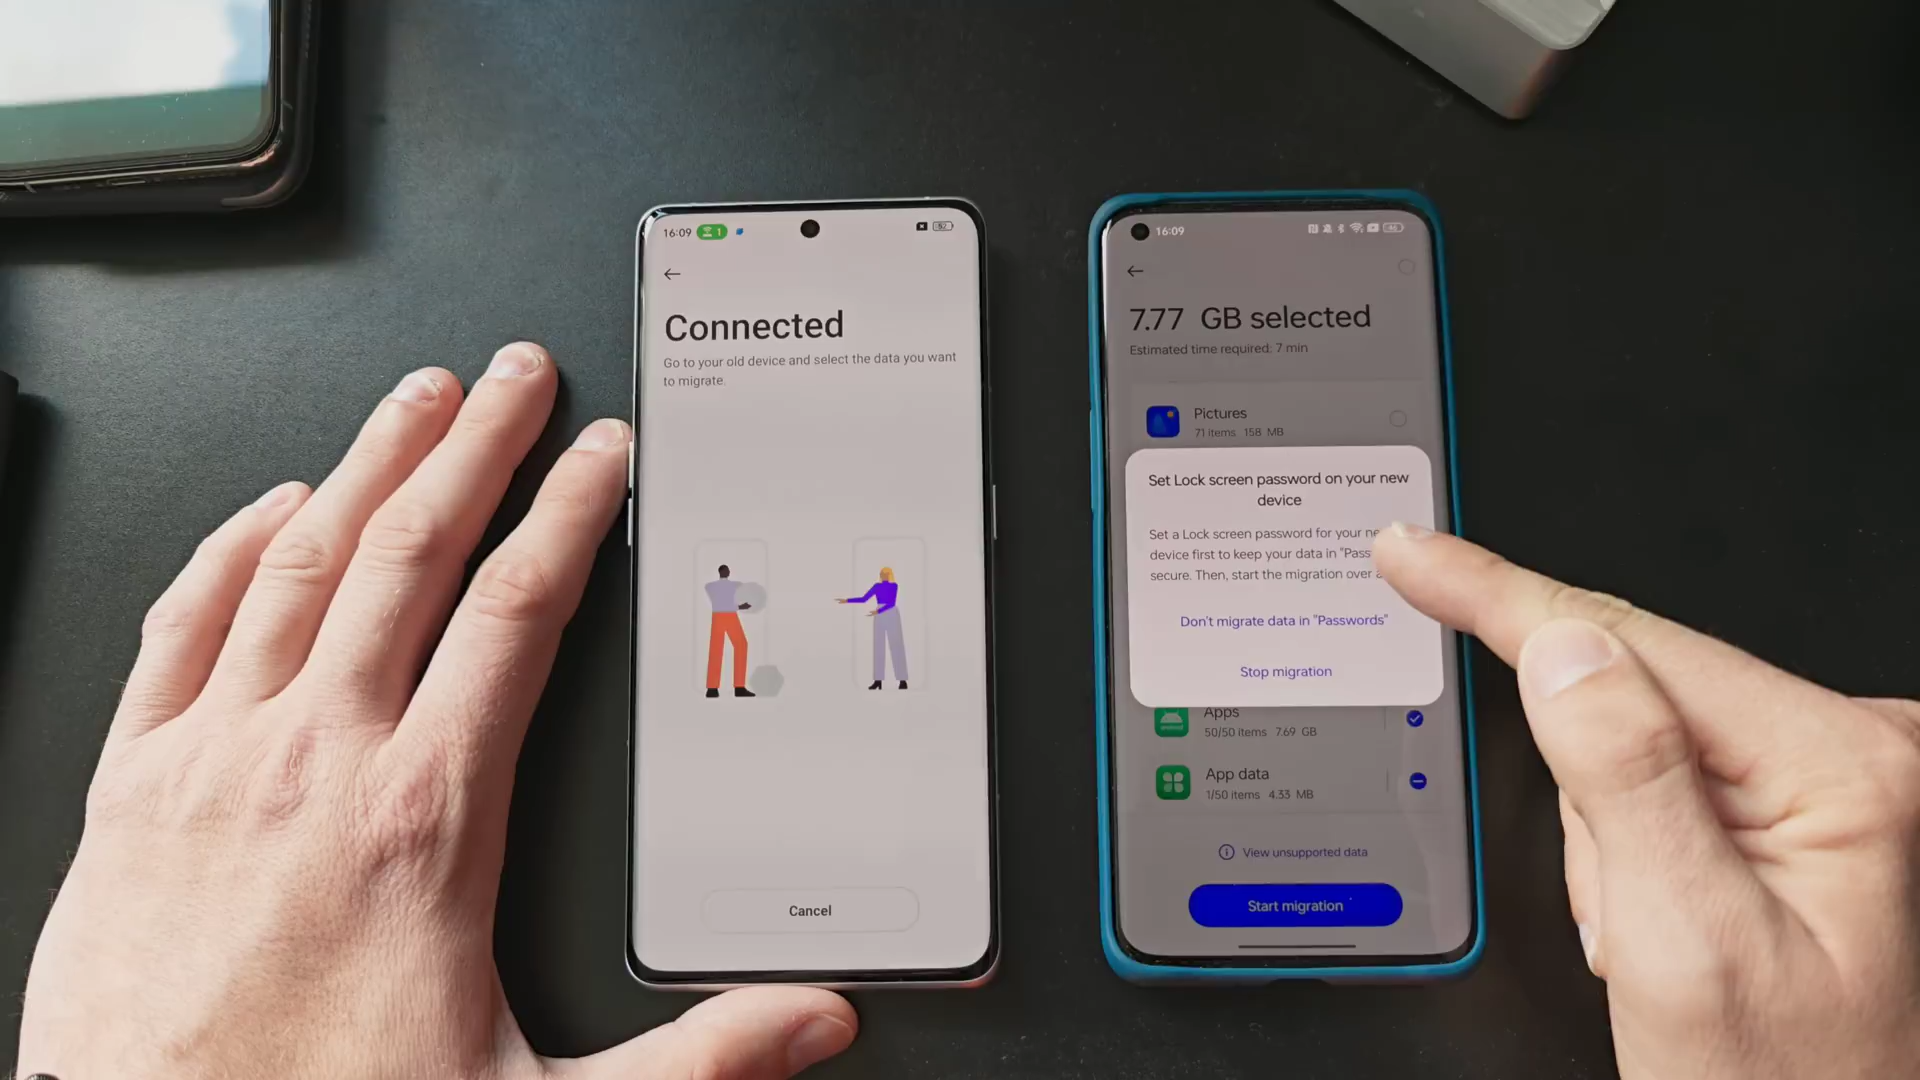 16:09
1
52
Connected
Go to your old device and select the data you want
to migrate.
Cancel
16:09
46
7.77 GB selected
Estimated time required: 7 min
Pictures
71 items 158 MB
Set Lock screen password on your new
device
Set a Lock screen password for your
device first to keep your data in
secure. Then, start the migration over
Don't migrate data in "Passwords"
Stop migration
Apps
50/50 items 7.69 GB
App data
1/50 items 4.33 MB
View unsupported data
Start migration